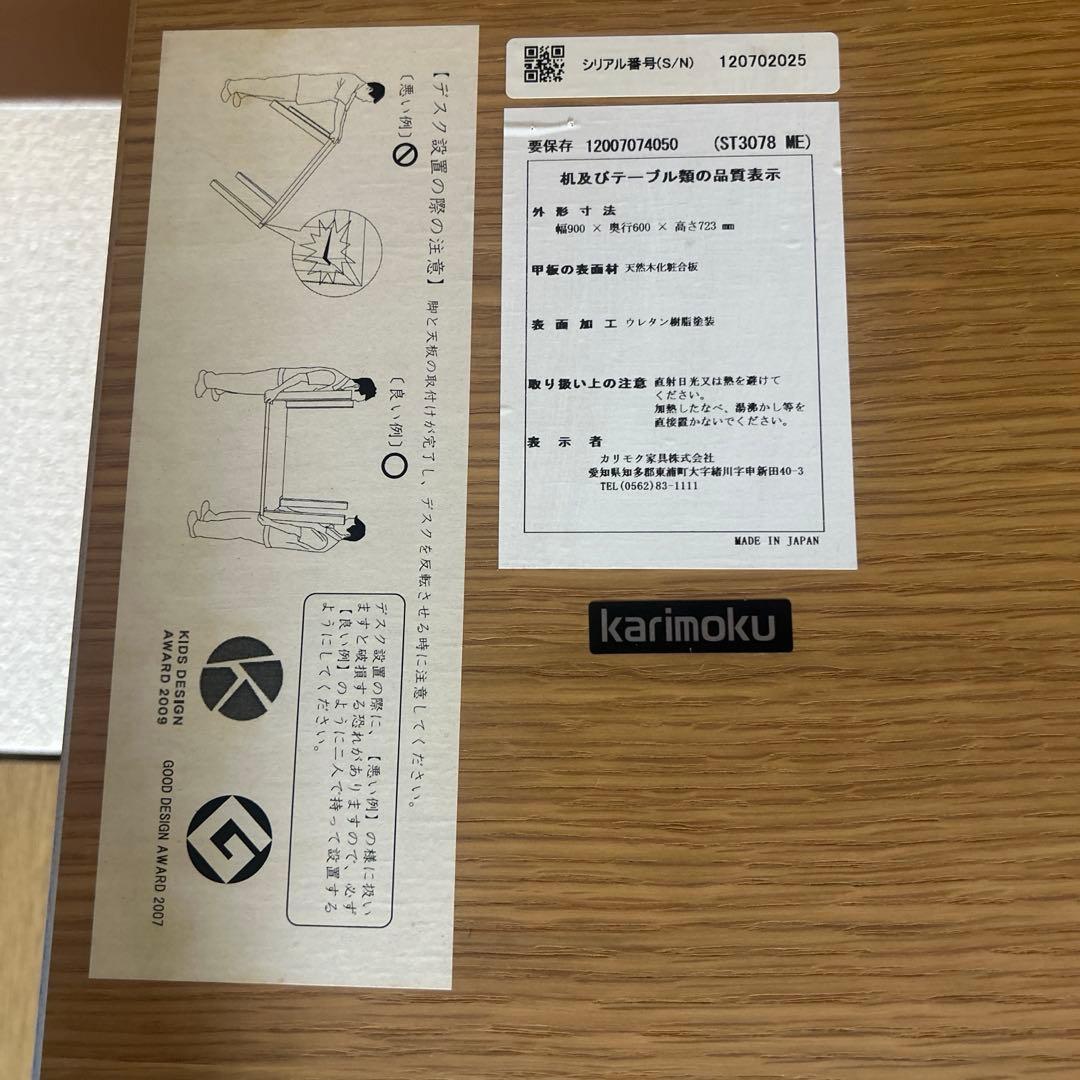 【デスク設置の際の注意】 脚と天板の取付けが完了し、デスクを反転させる時に注意してください。
〔悪い例〕
〔良い例〕
デスク設置の際に、【悪い例】の様に扱い
ますと破損する恐れがありますので、必ず
【良い例】のように二人で持って設置する
ようにしてください。
KIDS DESIGN
AWARD 2009
GOOD DESIGN AWARD 2007
シリアル番号(S/N) 120702025
要保存 12007074050 (ST3078 ME)
机及びテーブル類の品質表示
外形寸法
幅900 × 奥行600 × 高さ723 mm
甲板の表面材 天然木化粧合板
表面加工 ウレタン樹脂塗装
取り扱い上の注意 直射日光又は熱を避けて
ください。
加熱したなべ、湯沸かし等を
直接置かないでください。
表示者
カリモク家具株式会社
愛知県知多郡東浦町大字緒川字申新田40-3
TEL(0562)83-1111
MADE IN JAPAN
karimoku